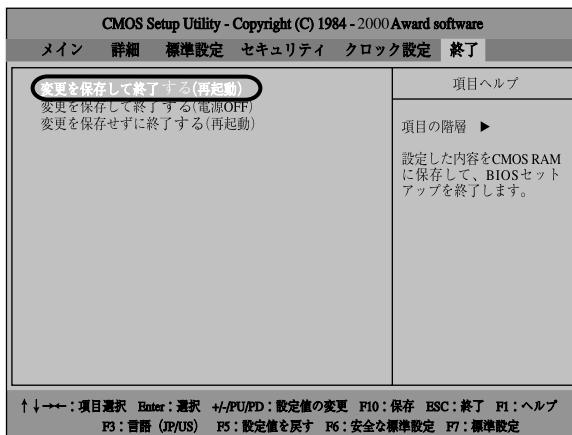 CMOS Setup Utility - Copyright (C) 1984 - 2000 Award software
メイン 詳細 標準設定 セキュリティ クロック設定 終了
変更を保存して終了する(再起動)
変更を保存して終了する(電源OFF)
変更を保存せずに終了する(再起動)
項目ヘルプ
項目の階層 ▶
設定した内容をCMOS RAM
に保存して、BIOSセット
アップを終了します。
↑↓→←：項目選択 Enter：選択 +/-/PU/PD：設定値の変更 F10：保存 ESC：終了 F1：ヘルプ
F3：言語（JP/US） F5：設定値を戻す F6：安全な標準設定 F7：標準設定